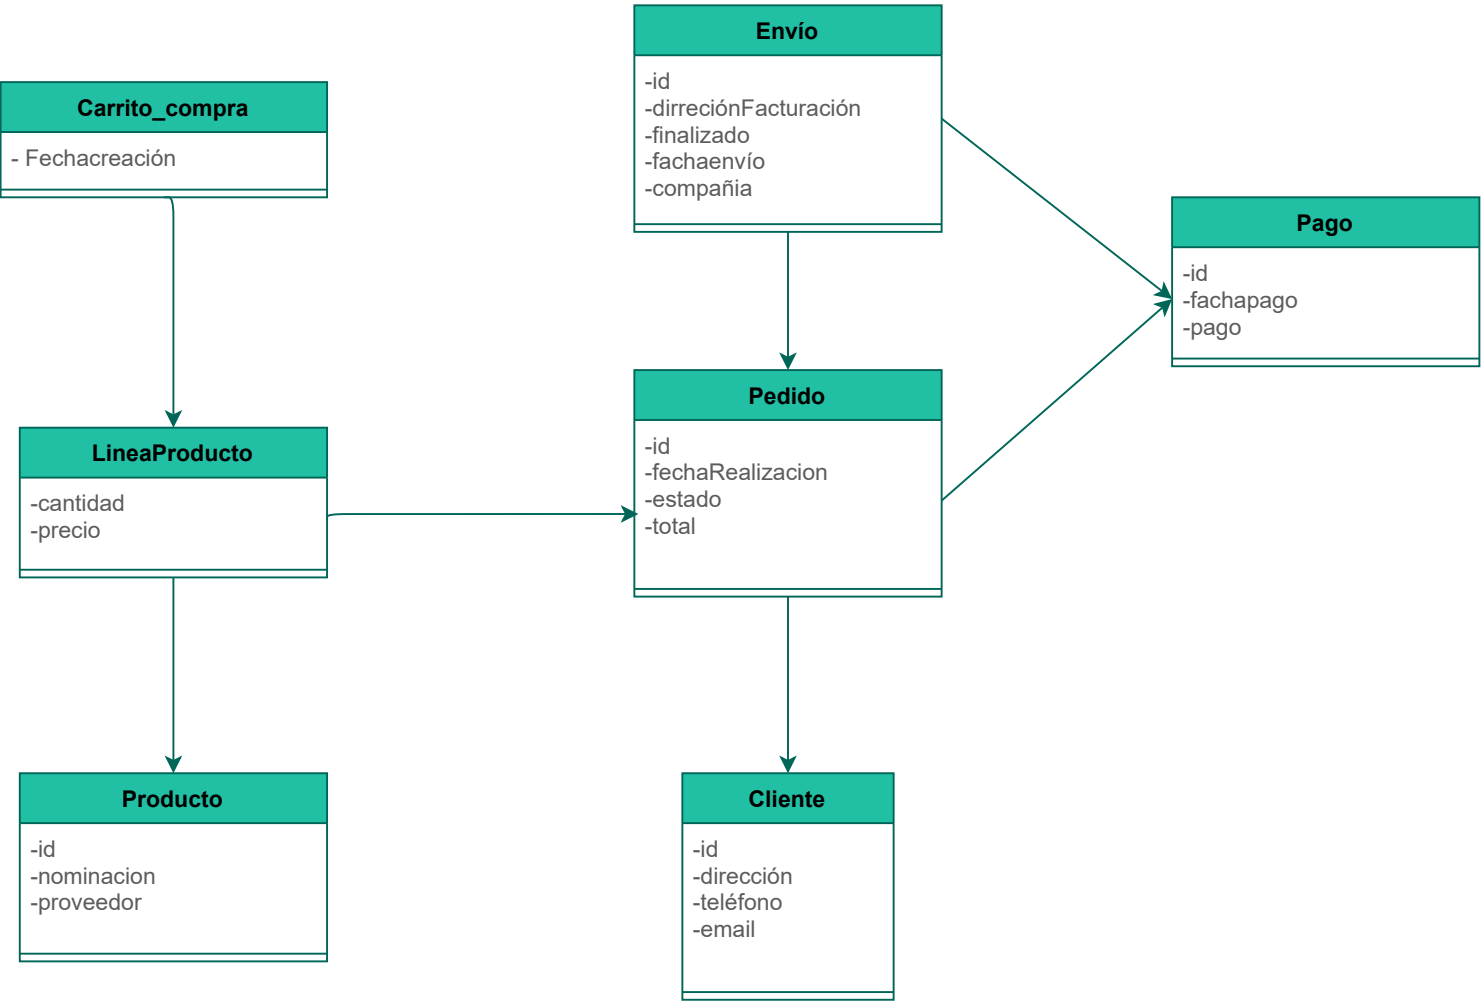 Envío
-id
-dirreciónFacturación
-finalizado
-fachaenvío
-compañia
Carrito_compra
- Fechacreación
Pago
-id
-fachapago
-pago
Pedido
-id
-fechaRealizacion
-estado
-total
LineaProducto
-cantidad
-precio
Producto
-id
-nominacion
-proveedor
Cliente
-id
-dirección
-teléfono
-email